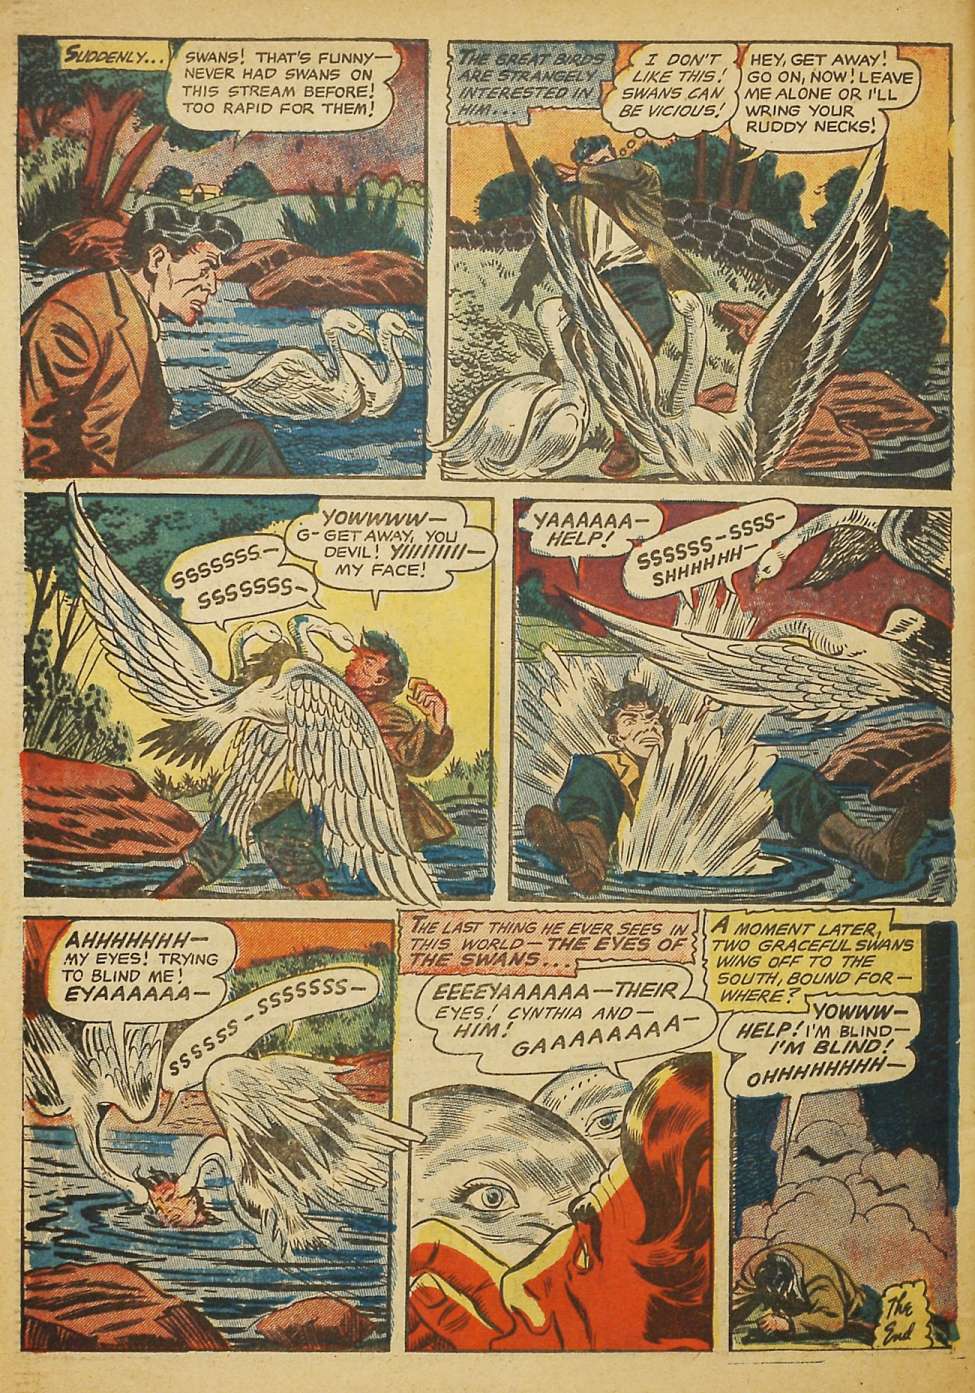 SUDDENLY...
SWANS! THAT'S FUNNY—
NEVER HAD SWANS ON
THIS STREAM BEFORE!
TOO RAPID FOR THEM!
THE GREAT BIRDS
ARE STRANGELY
INTERESTED IN
HIM...
I DON'T
LIKE THIS!
SWANS CAN
BE VICIOUS!
HEY, GET AWAY!
GO ON, NOW! LEAVE
ME ALONE OR I'LL
WRING YOUR
RUDDY NECKS!
SSSSSSS.—
SSSSSSS—
YOWWWW—
G-GET AWAY, YOU
DEVIL! YIIIIIIIII—
MY FACE!
YAAAAAA—
HELP!
SSSSSS-SSSS-
SHHHHHH—
AHHHHHHH—
MY EYES! TRYING
TO BLIND ME!
EYAAAAAA—
SSSSSS-SSSSSSS—
THE LAST THING HE EVER SEES IN
THIS WORLD—THE EYES OF
THE SWANS...
EEEEYAAAAAA—THEIR
EYES! CYNTHIA AND—
HIM!
GAAAAAAAA—
A MOMENT LATER,
TWO GRACEFUL SWANS
WING OFF TO THE
SOUTH, BOUND FOR—
WHERE?
YOWWW—
HELP! I'M BLIND—
I'M BLIND!
OHHHHHHHH—
The
End